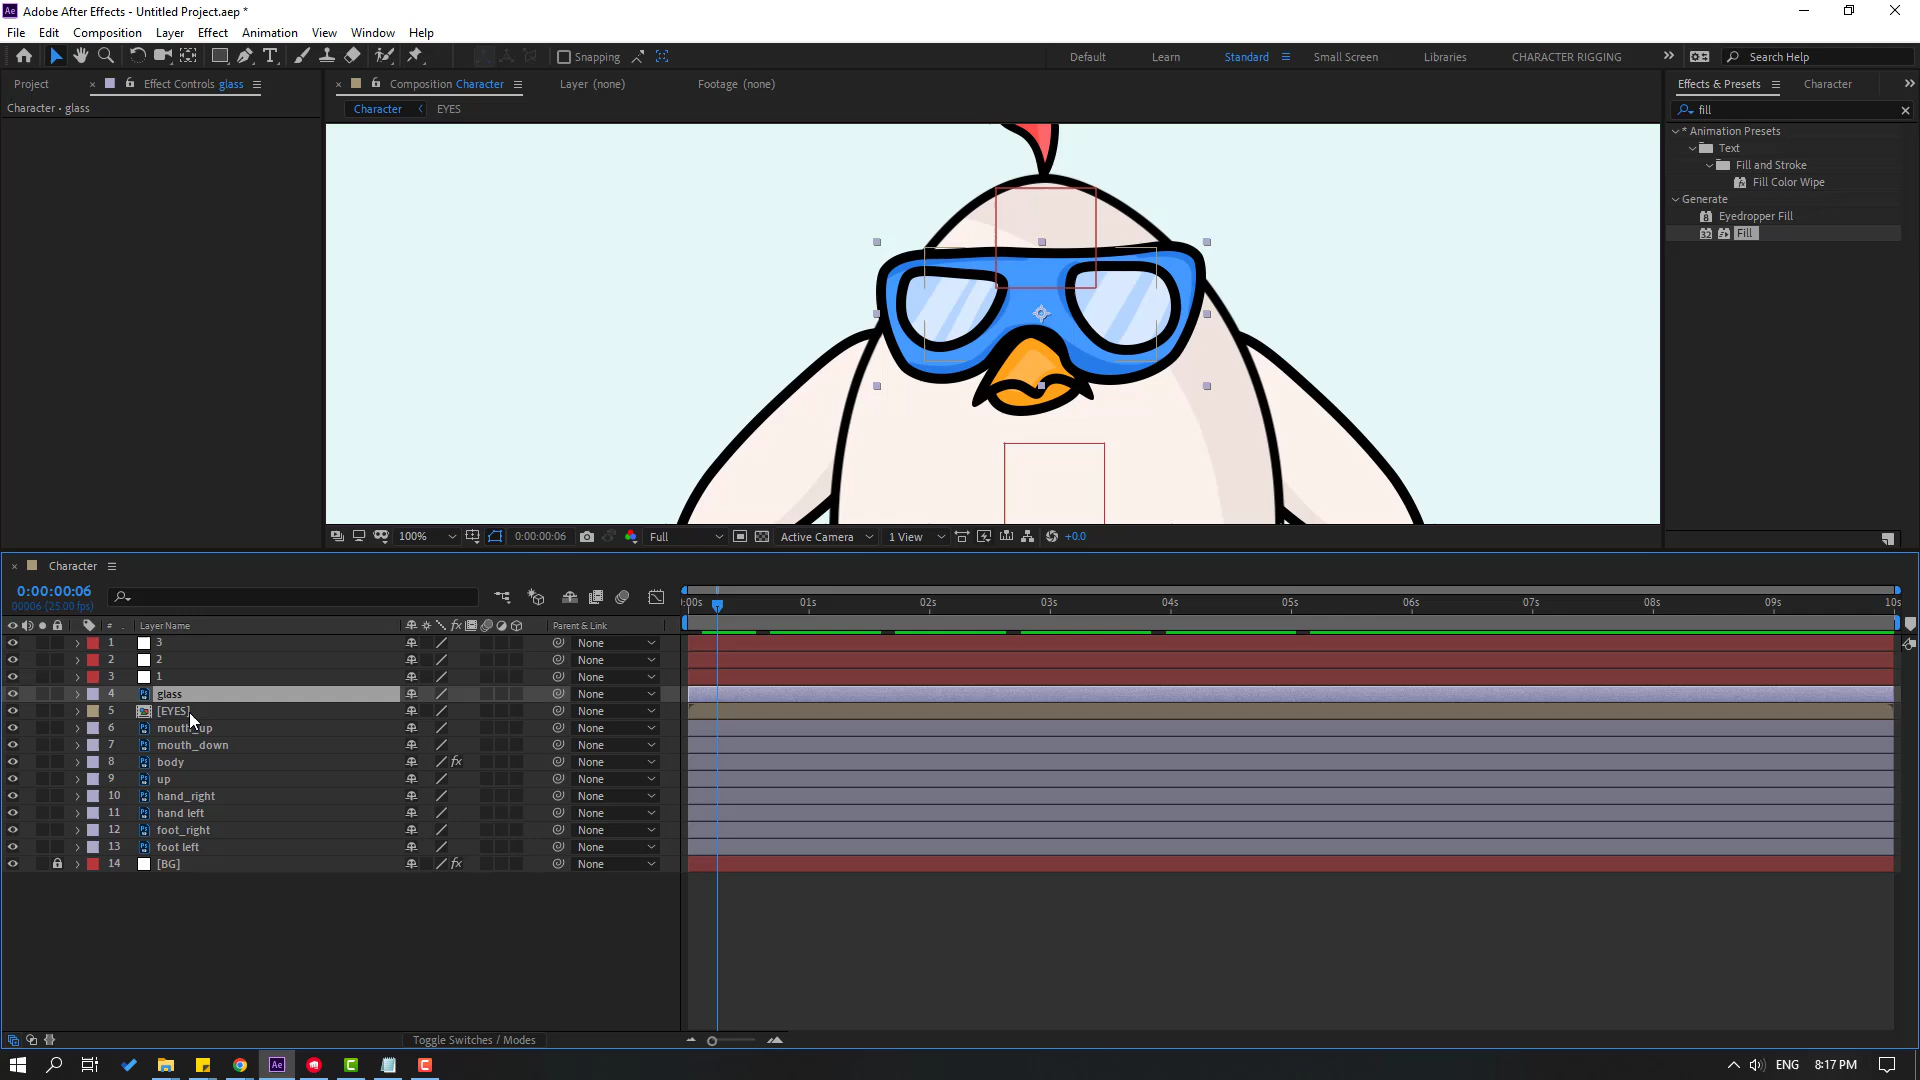 Adobe After Effects - Untitled Project.aep *
File Edit Composition Layer Effect Animation View Window Help
Snapping Default Learn Standard Small Screen Libraries CHARACTER RIGGING Search Help
Project Effect Controls glass Composition Character Layer (none) Footage (none) Effects & Presets Character
Character • glass Character EYES fill
* Animation Presets
Text
Fill and Stroke
Fill Color Wipe
Generate
Eyedropper Fill
Fill
100% 0:00:00:06 Full Active Camera 1 View +0.0
Character
0:00:00:06
00006 (25.00 fps)
:00s 01s 02s 03s 04s 05s 06s 07s 08s 09s 10s
# Layer Name fx Parent & Link
1 3 None
2 2 None
3 1 None
4 glass None
5 [EYES] None
6 mouth_up None
7 mouth_down None
8 body fx None
9 up None
10 hand_right None
11 hand left None
12 foot_right None
13 foot left None
14 [BG] fx None
Toggle Switches / Modes
ENG 8:17 PM